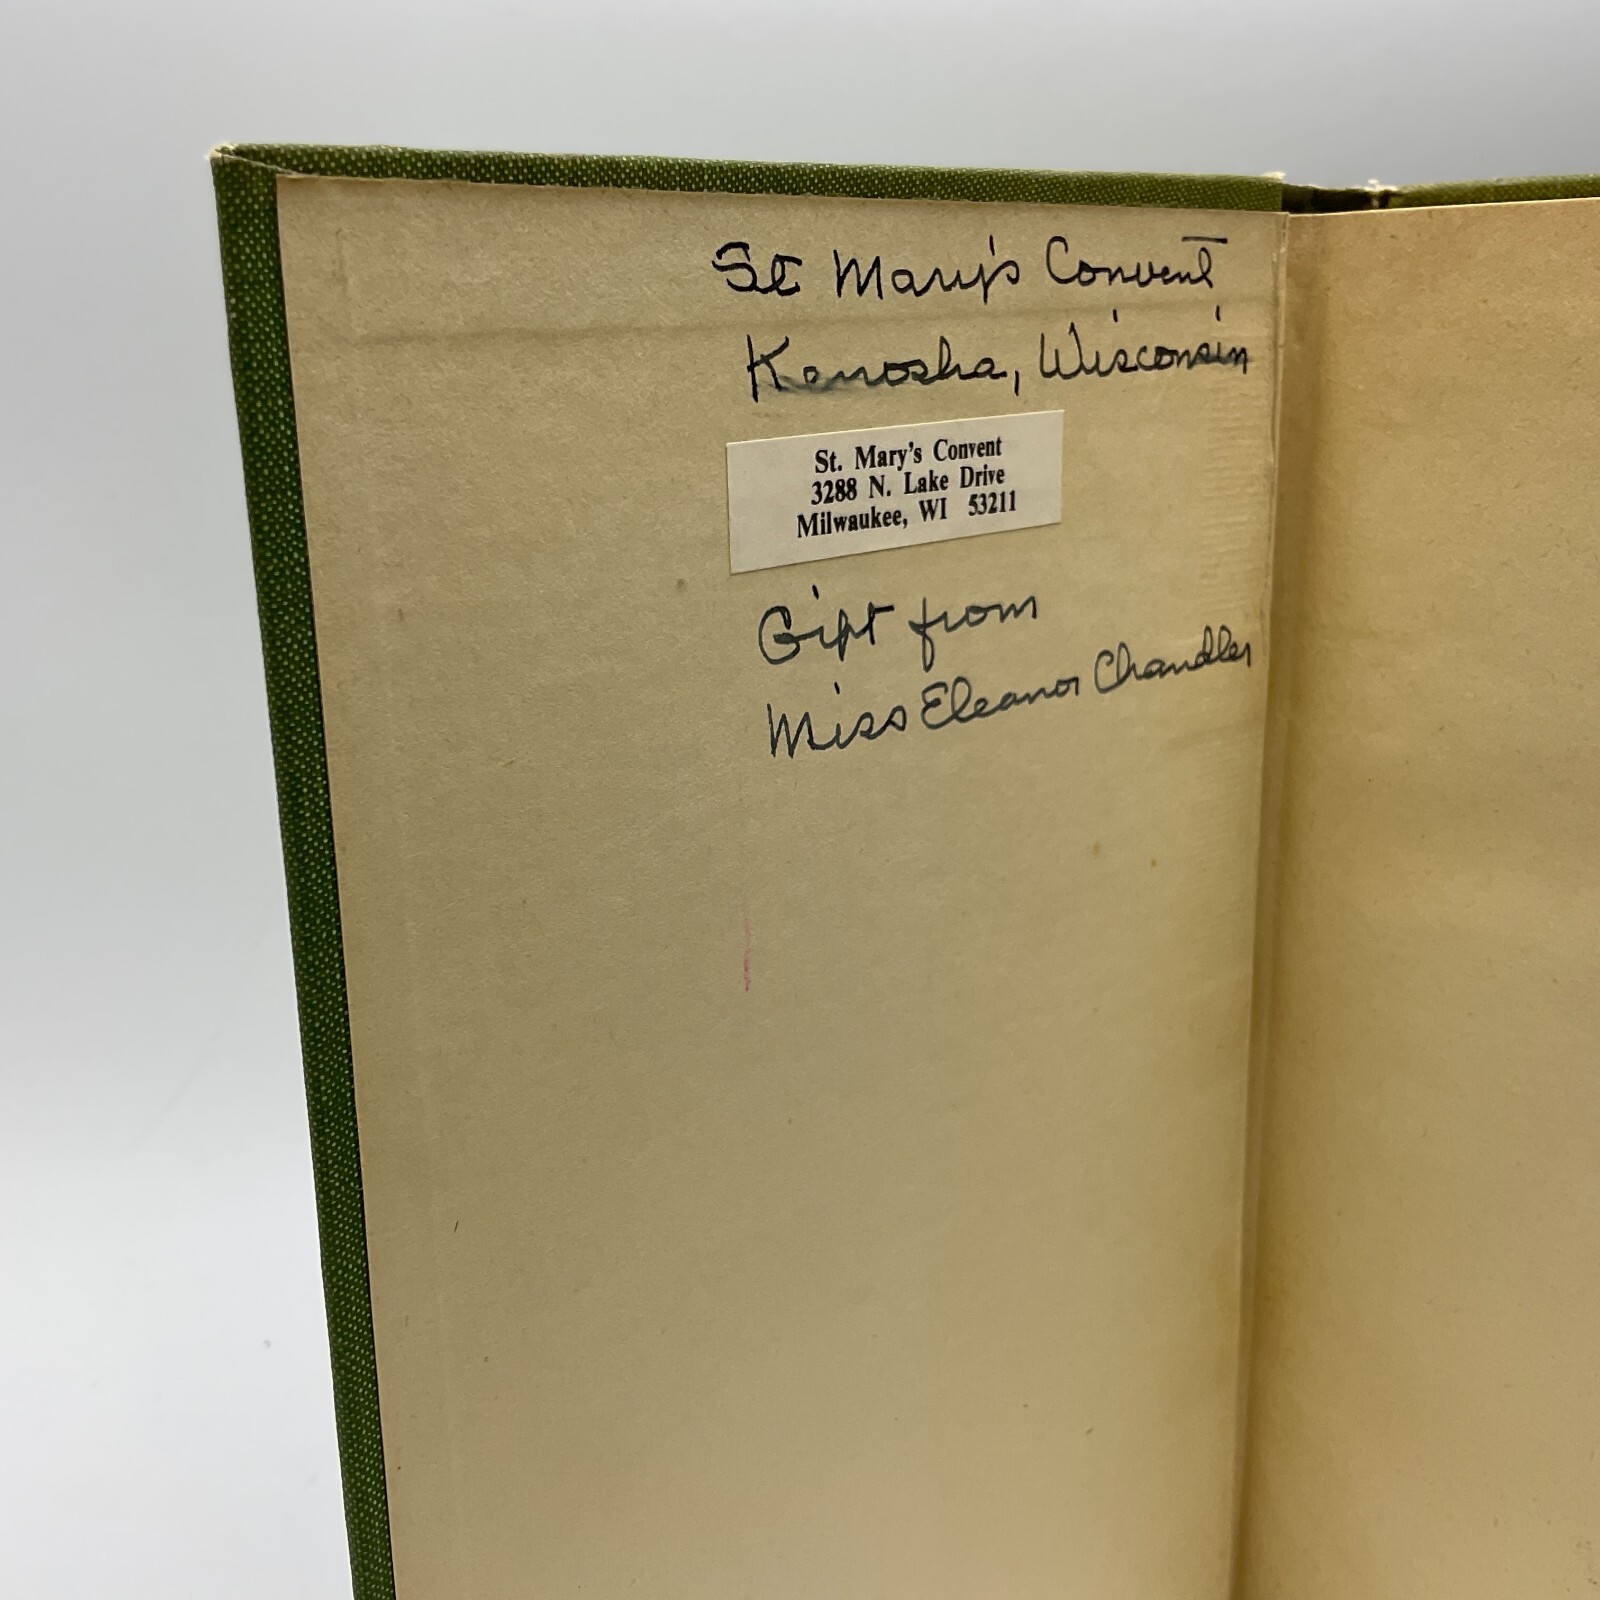 St Mary's Convent
Kenosha, Wisconsin
St. Mary's Convent
3288 N. Lake Drive
Milwaukee, WI 53211
Gift from
Miss Eleanor Chandler